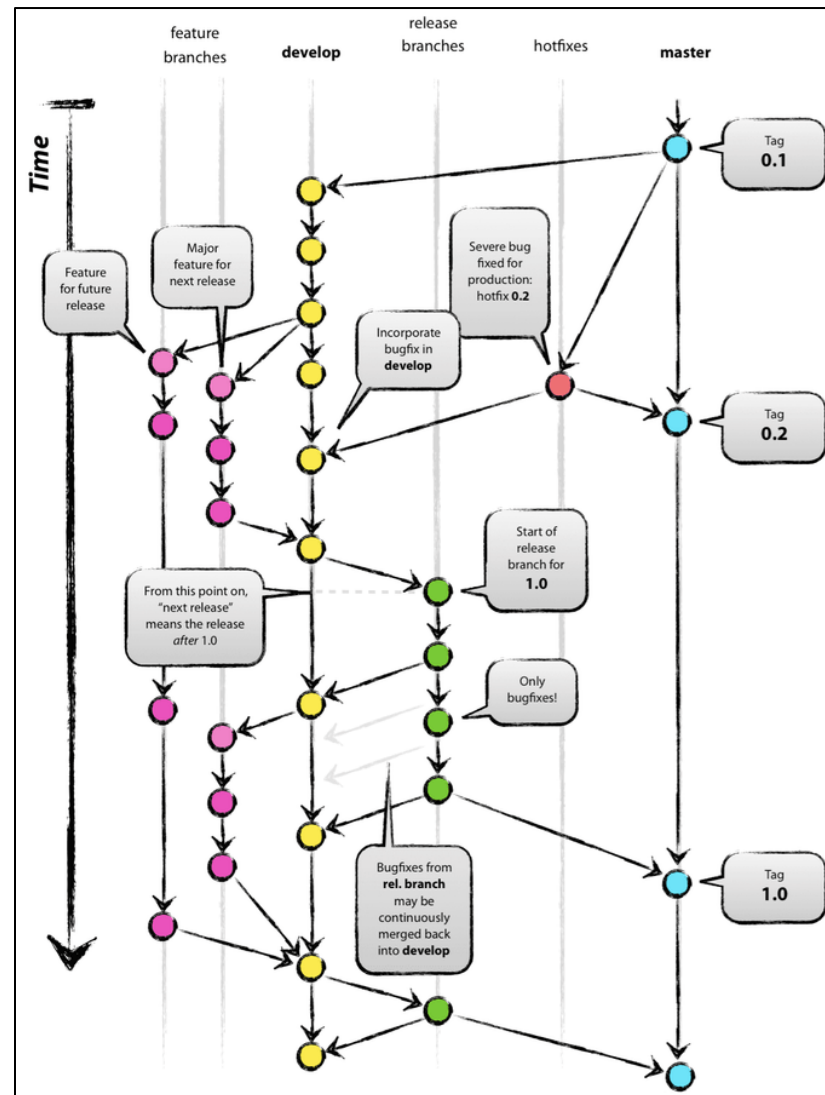 feature
branches
develop
release
branches
hotfixes
master
Time
Tag
0.1
Feature
for future
release
Major
feature for
next release
Severe bug
fixed for
production:
hotfix 0.2
Incorporate
bugfix in
develop
Tag
0.2
Start of
release
branch for
1.0
From this point on,
“next release”
means the release
after 1.0
Only
bugfixes!
Bugfixes from
rel. branch
may be
continuously
merged back
into develop
Tag
1.0